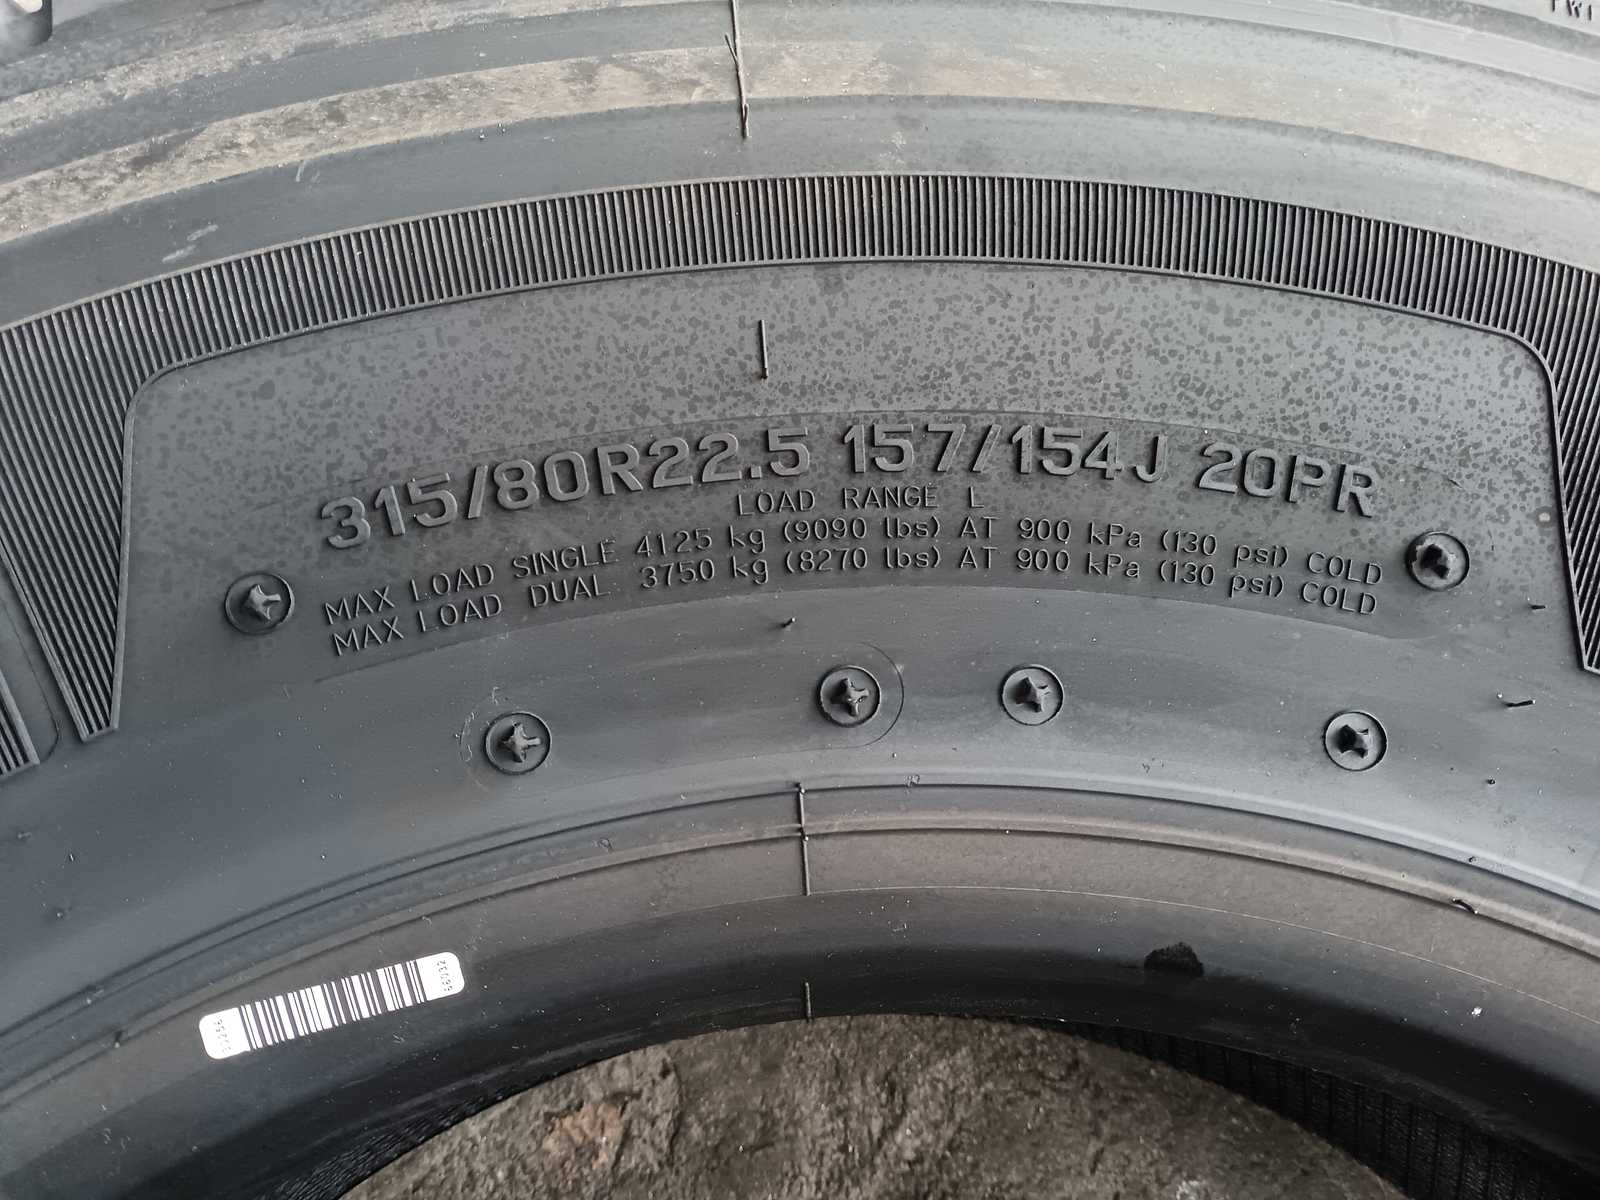 315/80R22.5 157/154J 20PR
LOAD RANGE L
MAX LOAD SINGLE 4125 kg (9090 lbs) AT 900 kPa (130 psi) COLD
MAX LOAD DUAL 3750 kg (8270 lbs) AT 900 kPa (130 psi) COLD